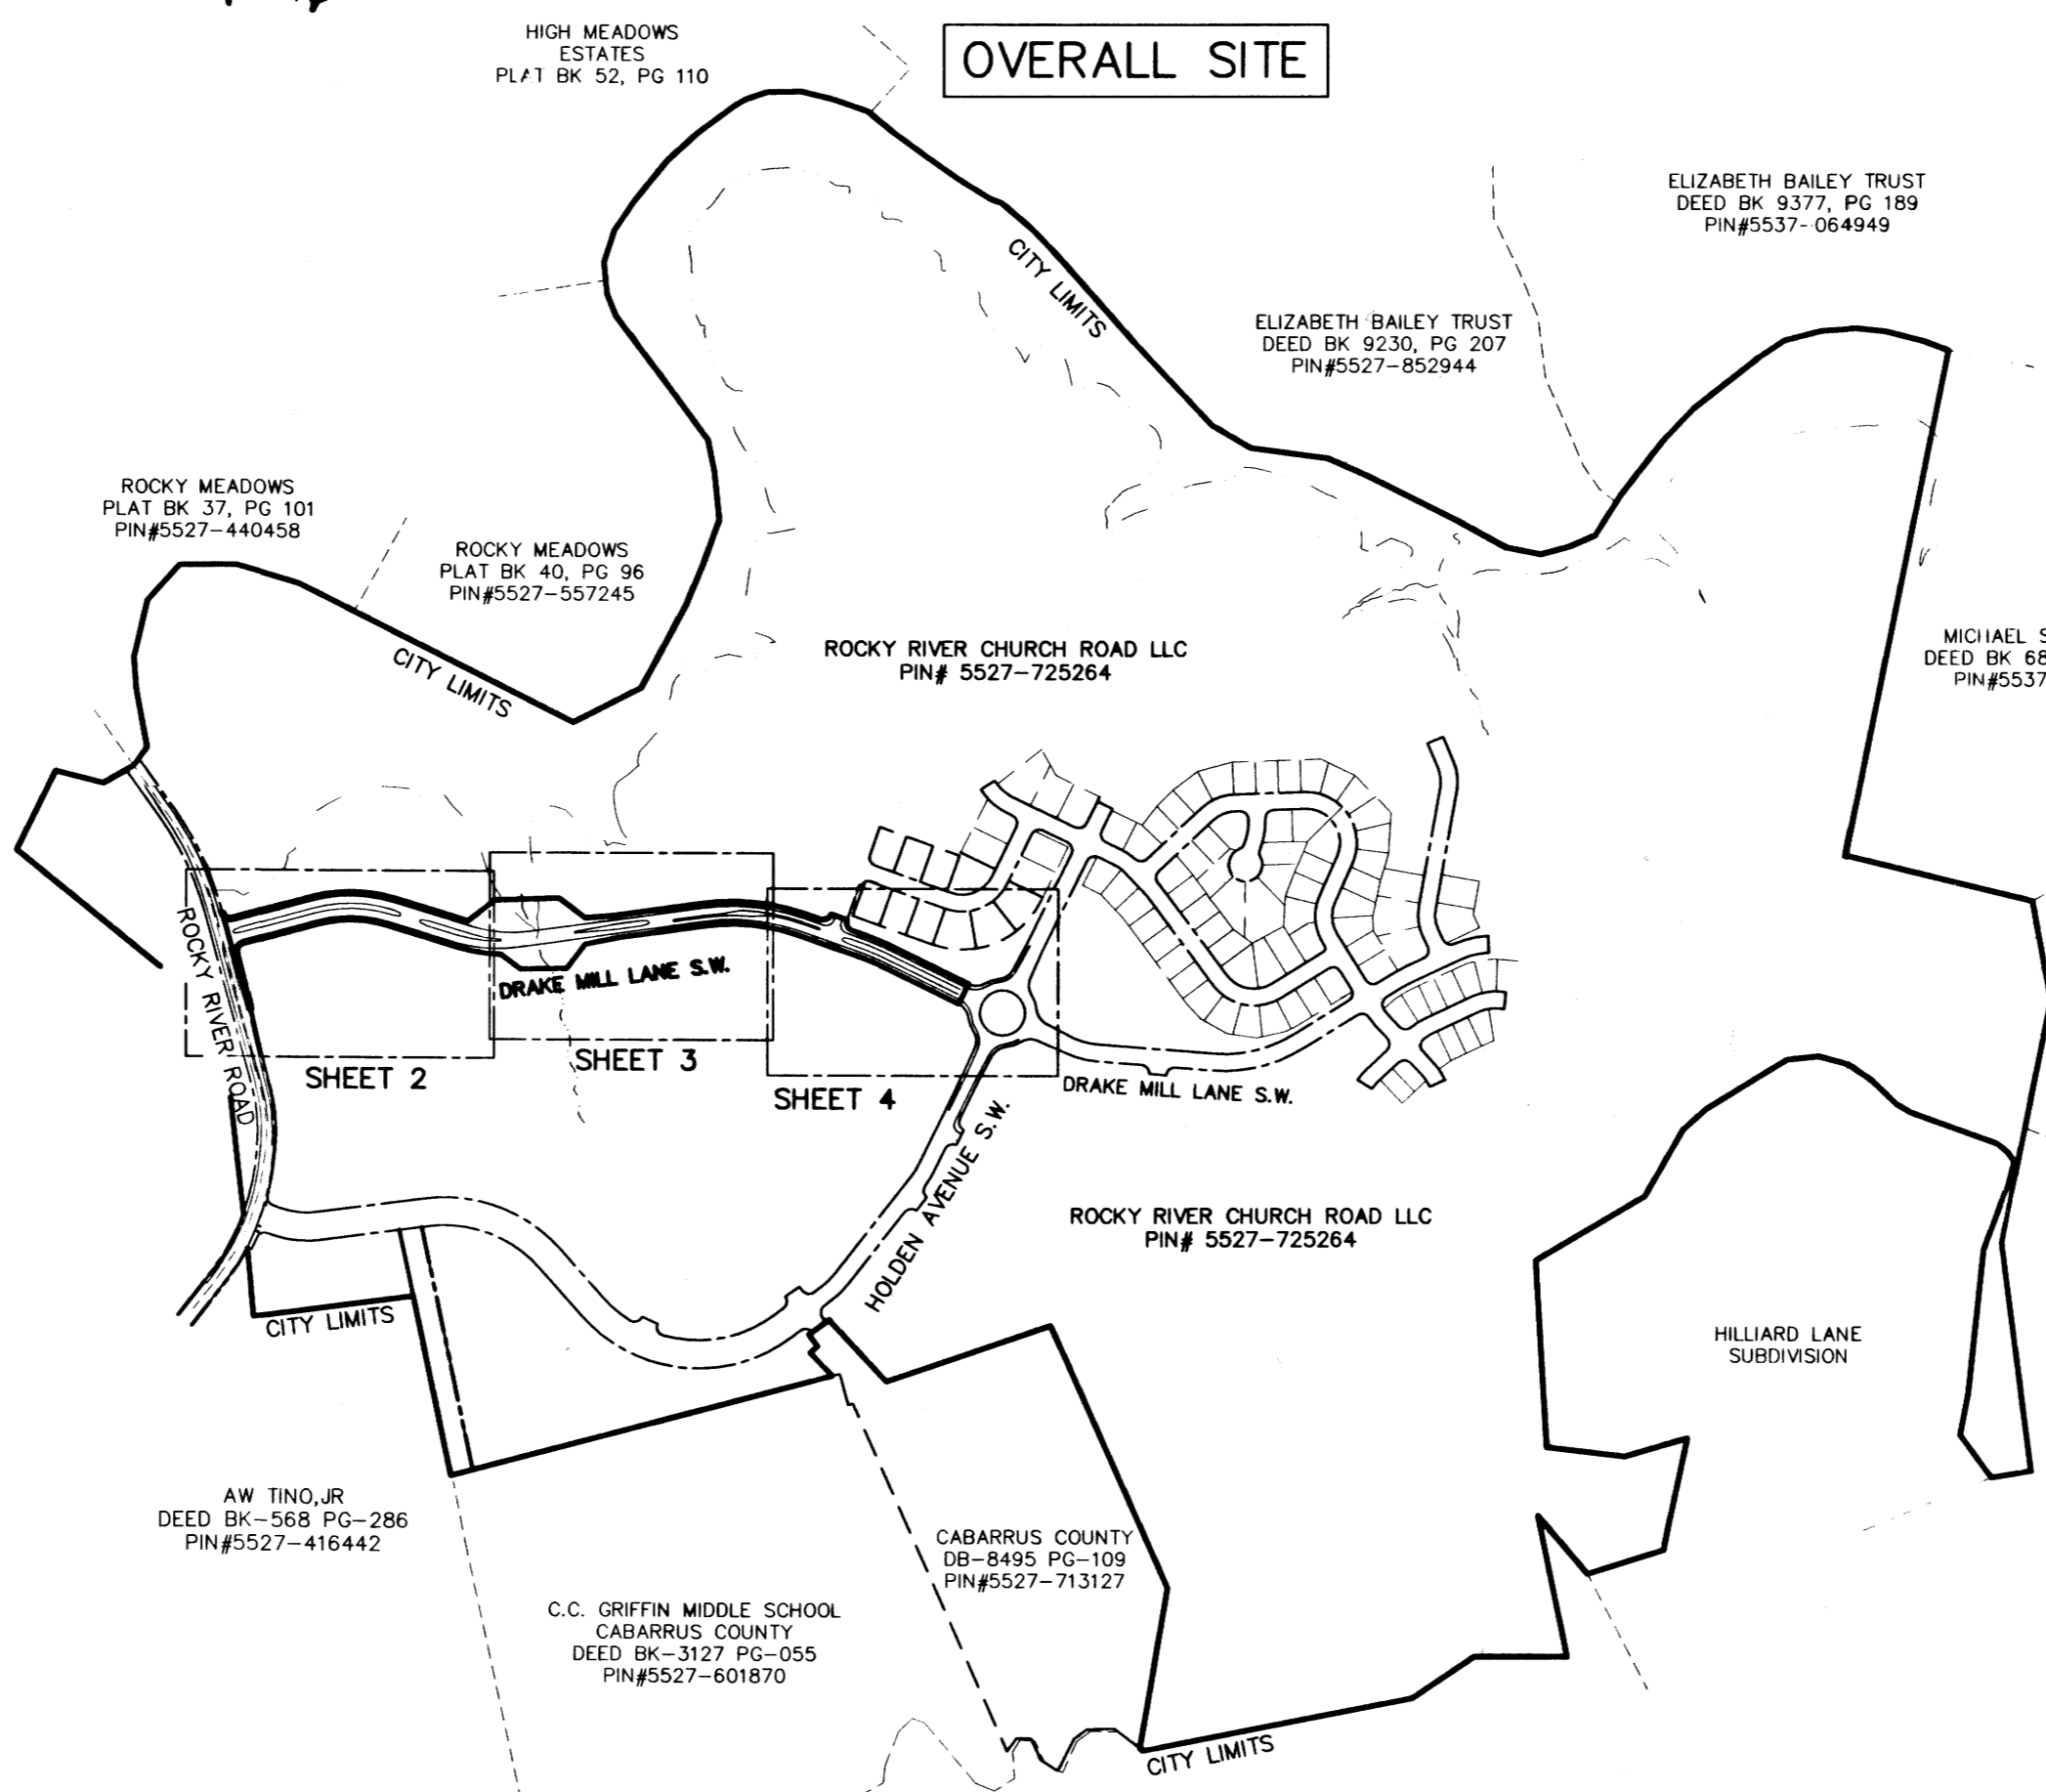 HIGH MEADOWS
ESTATES
PLAT BK 52, PG 110
OVERALL SITE
ELIZABETH BAILEY TRUST
DEED BK 9377, PG 189
PIN#5537-064949
CITY LIMITS
ELIZABETH BAILEY TRUST
DEED BK 9230, PG 207
PIN#5527-852944
ROCKY MEADOWS
PLAT BK 37, PG 101
PIN#5527-440458
ROCKY MEADOWS
PLAT BK 40, PG 96
PIN#5527-557245
CITY LIMITS
ROCKY RIVER CHURCH ROAD LLC
PIN# 5527-725264
MICHAEL S
DEED BK 68
PIN#5537
ROCKY RIVER ROAD
DRAKE MILL LANE S.W.
SHEET 2
SHEET 3
SHEET 4
DRAKE MILL LANE S.W.
HOLDEN AVENUE S.W.
ROCKY RIVER CHURCH ROAD LLC
PIN# 5527-725264
CITY LIMITS
HILLIARD LANE
SUBDIVISION
AW TINO,JR
DEED BK-568 PG-286
PIN#5527-416442
CABARRUS COUNTY
DB-8495 PG-109
PIN#5527-713127
C.C. GRIFFIN MIDDLE SCHOOL
CABARRUS COUNTY
DEED BK-3127 PG-055
PIN#5527-601870
CITY LIMITS